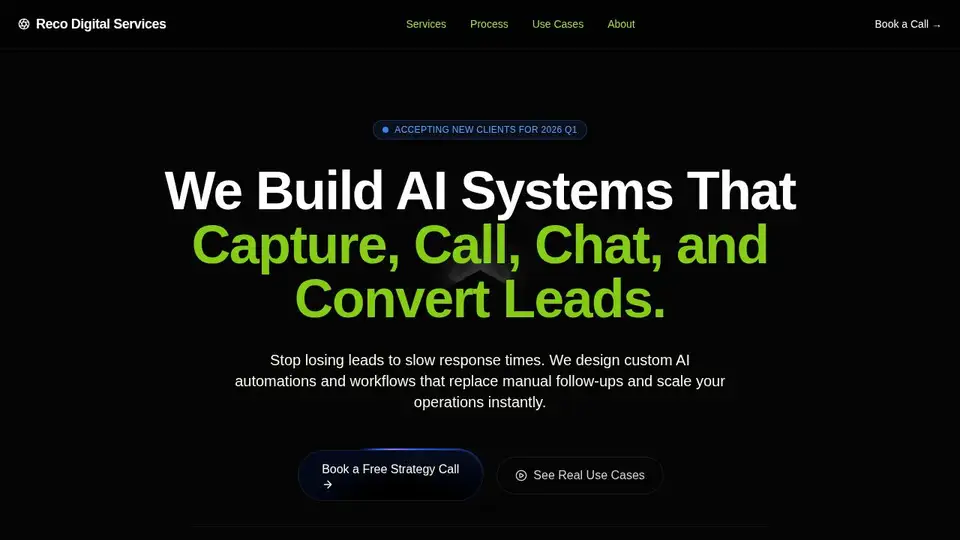 Reco Digital Services
Services
Process
Use Cases
About
Book a Call →
ACCEPTING NEW CLIENTS FOR 2026 Q1
We Build AI Systems That
Capture, Call, Chat, and
Convert Leads.
Stop losing leads to slow response times. We design custom AI
automations and workflows that replace manual follow-ups and scale your
operations instantly.
Book a Free Strategy Call
→
See Real Use Cases